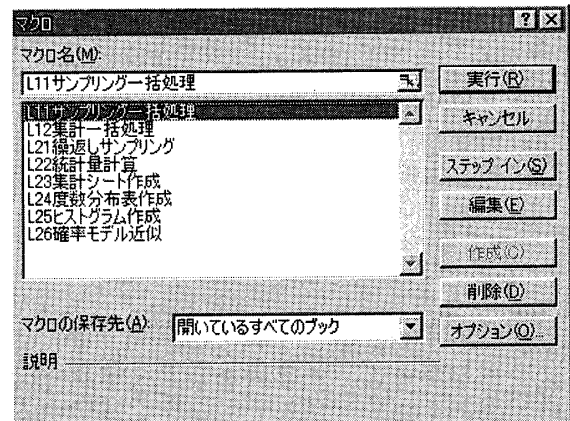 マクロ
マクロ名(M):
L11サンプリング一括処理
L11サンプリング一括処理
L12集計一括処理
L21繰返しサンプリング
L22統計量計算
L23集計シート作成
L24度数分布表作成
L25ヒストグラム作成
L26確率モデル近似
マクロの保存先(A): 開いているすべてのブック
説明
実行(R)
キャンセル
ステップ イン(S)
編集(E)
作成(C)
削除(D)
オプション(O)...